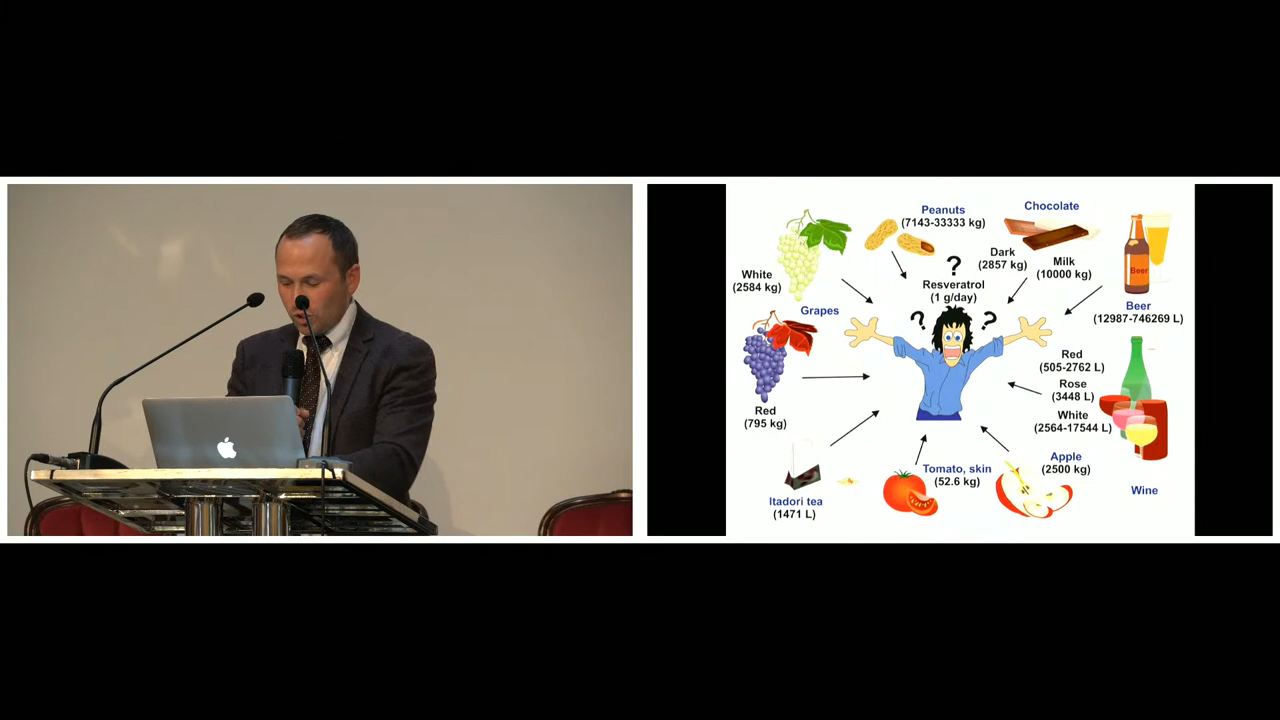 Peanuts
(7143-33333 kg)
Chocolate
Dark
(2857 kg)
Milk
(10000 kg)
Beer
Beer
(12987-746269 L)
?
Resveratrol
(1 g/day)
?
?
White
(2584 kg)
Grapes
Red
(795 kg)
Red
(505-2762 L)
Rose
(3448 L)
White
(2564-17544 L)
Wine
Apple
(2500 kg)
Tomato, skin
(52.6 kg)
Itadori tea
(1471 L)